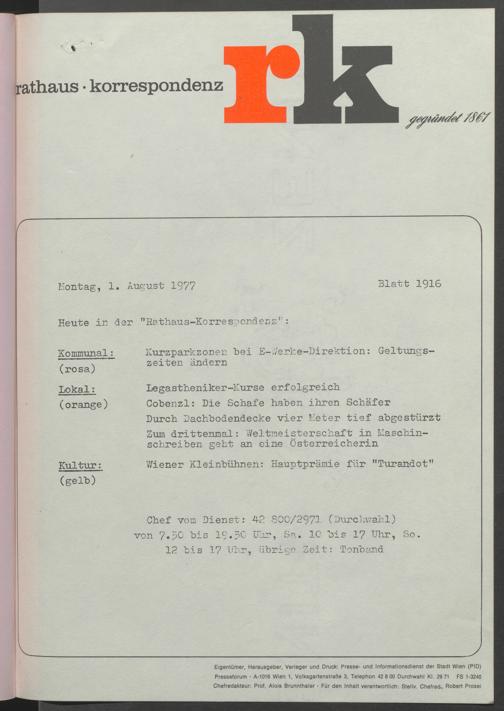 rathaus · korrespondenz
rk
gegründet 1861
Montag, 1. August 1977 Blatt 1916
Heute in der "Rathaus-Korrespondenz":
Kommunal: Kurzparkzonen bei E-Werke-Direktion: Geltungs-
(rosa) zeiten ändern
Lokal: Legastheniker-Kurse erfolgreich
(orange) Cobenzl: Die Schafe haben ihren Schäfer
Durch Dachbodendecke vier Meter tief abgestürzt
Zum drittenmal: Weltmeisterschaft in Maschin-
schreiben geht an eine Österreicherin
Kultur: Wiener Kleinbühnen: Hauptprämie für "Turandot"
(gelb)
Chef vom Dienst: 42 800/2971 (Durchwahl)
von 7.30 bis 19.30 Uhr, Sa. 10 bis 17 Uhr, So.
12 bis 17 Uhr, übrige Zeit: Tonband
Eigentümer, Herausgeber, Verleger und Druck: Presse- und Informationsdienst der Stadt Wien (PID)
Presseforum · A-1016 Wien 1, Volksgartenstraße 3, Telephon 42 8 00 Durchwahl Kl. 29 71 FS 1-3240
Chefredakteur: Prof. Alois Brunnthaler · Für den Inhalt verantwortlich: Stellv. Chefred. Robert Prosel